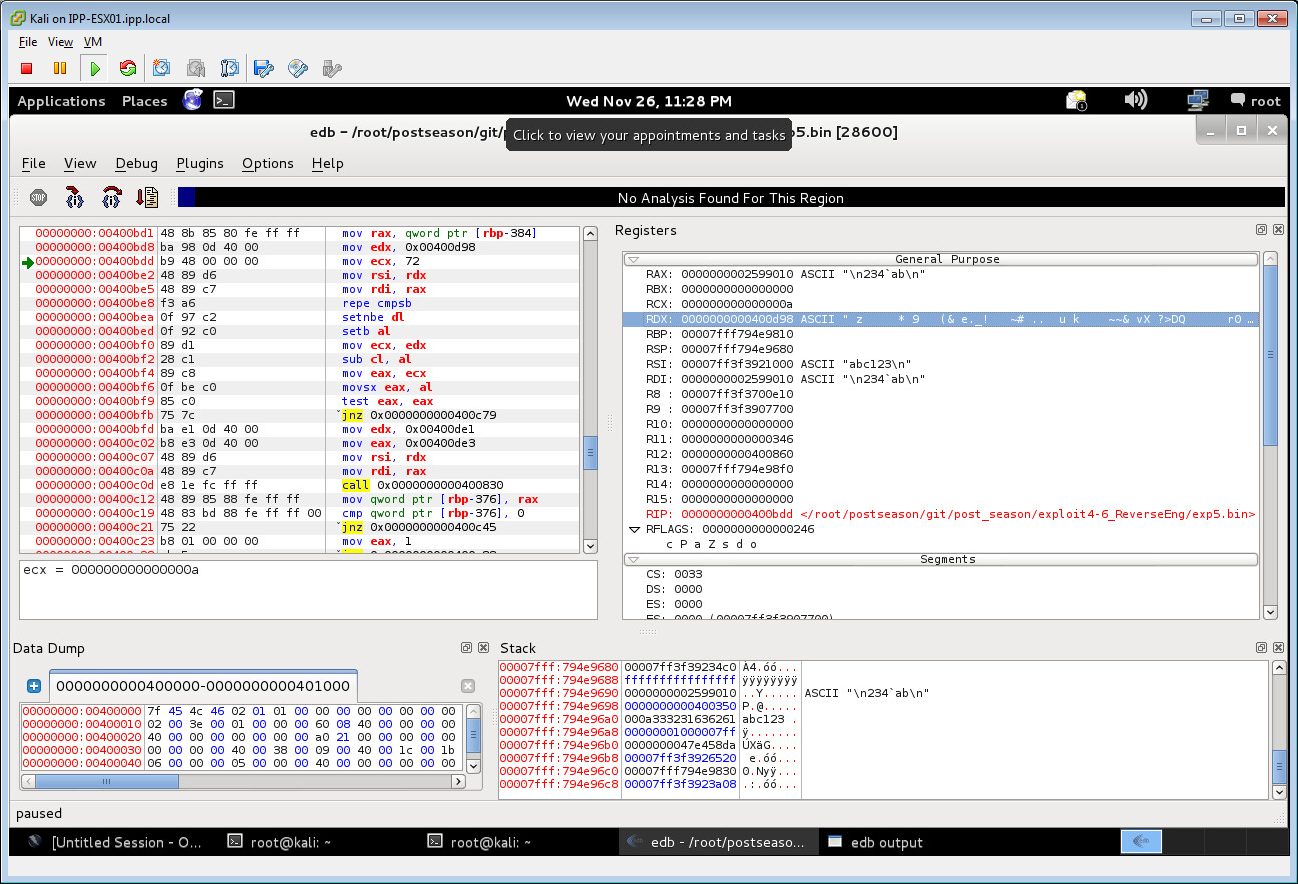 Kali on IPP-ESX01.ipp.local
File View VM
Applications Places Wed Nov 26, 11:28 PM 1 root
edb – /root/postseason/git/p Click to view your appointments and tasks p5.bin [28600]
File View Debug Plugins Options Help
STOP No Analysis Found For This Region
00000000:00400bd1 48 8b 85 80 fe ff ff mov rax, qword ptr [rbp-384]
00000000:00400bd8 ba 98 0d 40 00 mov edx, 0x00400d98
00000000:00400bdd b9 48 00 00 00 mov ecx, 72
00000000:00400be2 48 89 d6 mov rsi, rdx
00000000:00400be5 48 89 c7 mov rdi, rax
00000000:00400be8 f3 a6 repe cmpsb
00000000:00400bea 0f 97 c2 setnbe dl
00000000:00400bed 0f 92 c0 setb al
00000000:00400bf0 89 d1 mov ecx, edx
00000000:00400bf2 28 c1 sub cl, al
00000000:00400bf4 89 c8 mov eax, ecx
00000000:00400bf6 0f be c0 movsx eax, al
00000000:00400bf9 85 c0 test eax, eax
00000000:00400bfb 75 7c jnz 0x0000000000400c79
00000000:00400bfd ba e1 0d 40 00 mov edx, 0x00400de1
00000000:00400c02 b8 e3 0d 40 00 mov eax, 0x00400de3
00000000:00400c07 48 89 d6 mov rsi, rdx
00000000:00400c0a 48 89 c7 mov rdi, rax
00000000:00400c0d e8 1e fc ff ff call 0x0000000000400830
00000000:00400c12 48 89 85 88 fe ff ff mov qword ptr [rbp-376], rax
00000000:00400c19 48 83 bd 88 fe ff ff 00 cmp qword ptr [rbp-376], 0
00000000:00400c21 75 22 jnz 0x0000000000400c45
00000000:00400c23 b8 01 00 00 00 mov eax, 1
ecx = 000000000000000a
Registers
General Purpose
RAX: 0000000002599010 ASCII "\n234`ab\n"
RBX: 0000000000000000
RCX: 000000000000000a
RDX: 0000000000400d98 ASCII " z * 9 (& e._! ~# .. u k ~~& vX ?>DQ r0 ...
RBP: 00007fff794e9810
RSP: 00007fff794e9680
RSI: 00007ff3f3921000 ASCII "abc123\n"
RDI: 0000000002599010 ASCII "\n234`ab\n"
R8 : 00007ff3f3700e10
R9 : 00007ff3f3907700
R10: 0000000000000000
R11: 0000000000000346
R12: 0000000000400860
R13: 00007fff794e98f0
R14: 0000000000000000
R15: 0000000000000000
RIP: 0000000000400bdd </root/postseason/git/post_season/exploit4-6_ReverseEng/exp5.bin>
RFLAGS: 0000000000000246
c P a Z s d o
Segments
CS: 0033
DS: 0000
ES: 0000
FS: 0000 (00007ff3f3907700)
Data Dump
0000000000400000-0000000000401000
00000000:00400000 7f 45 4c 46 02 01 01 00 00 00 00 00 00 00 00 00
00000000:00400010 02 00 3e 00 01 00 00 00 60 08 40 00 00 00 00 00
00000000:00400020 40 00 00 00 00 00 00 00 a0 21 00 00 00 00 00 00
00000000:00400030 00 00 00 00 40 00 38 00 09 00 40 00 1c 00 1b
00000000:00400040 06 00 00 00 05 00 00 00 40 00 00 00 00 00 00 00
Stack
00007fff:794e9680 00007ff3f39234c0 À4.óó...
00007fff:794e9688 ffffffffffffffff ÿÿÿÿÿÿÿÿ
00007fff:794e9690 0000000002599010 ..Y..... ASCII "\n234`ab\n"
00007fff:794e9698 0000000000400350 P.@.....
00007fff:794e96a0 000a333231636261 abc123 .
00007fff:794e96a8 00000001000007ff ÿ.......
00007fff:794e96b0 0000000047e458da ÚXäG....
00007fff:794e96b8 00007ff3f3926520 e.óó...
00007fff:794e96c0 00007fff794e9830 0.Nyÿ...
00007fff:794e96c8 00007ff3f3923a08 .:.óó...
paused
[Untitled Session - O... root@kali: ~ root@kali: ~ edb - /root/postseaso... edb output